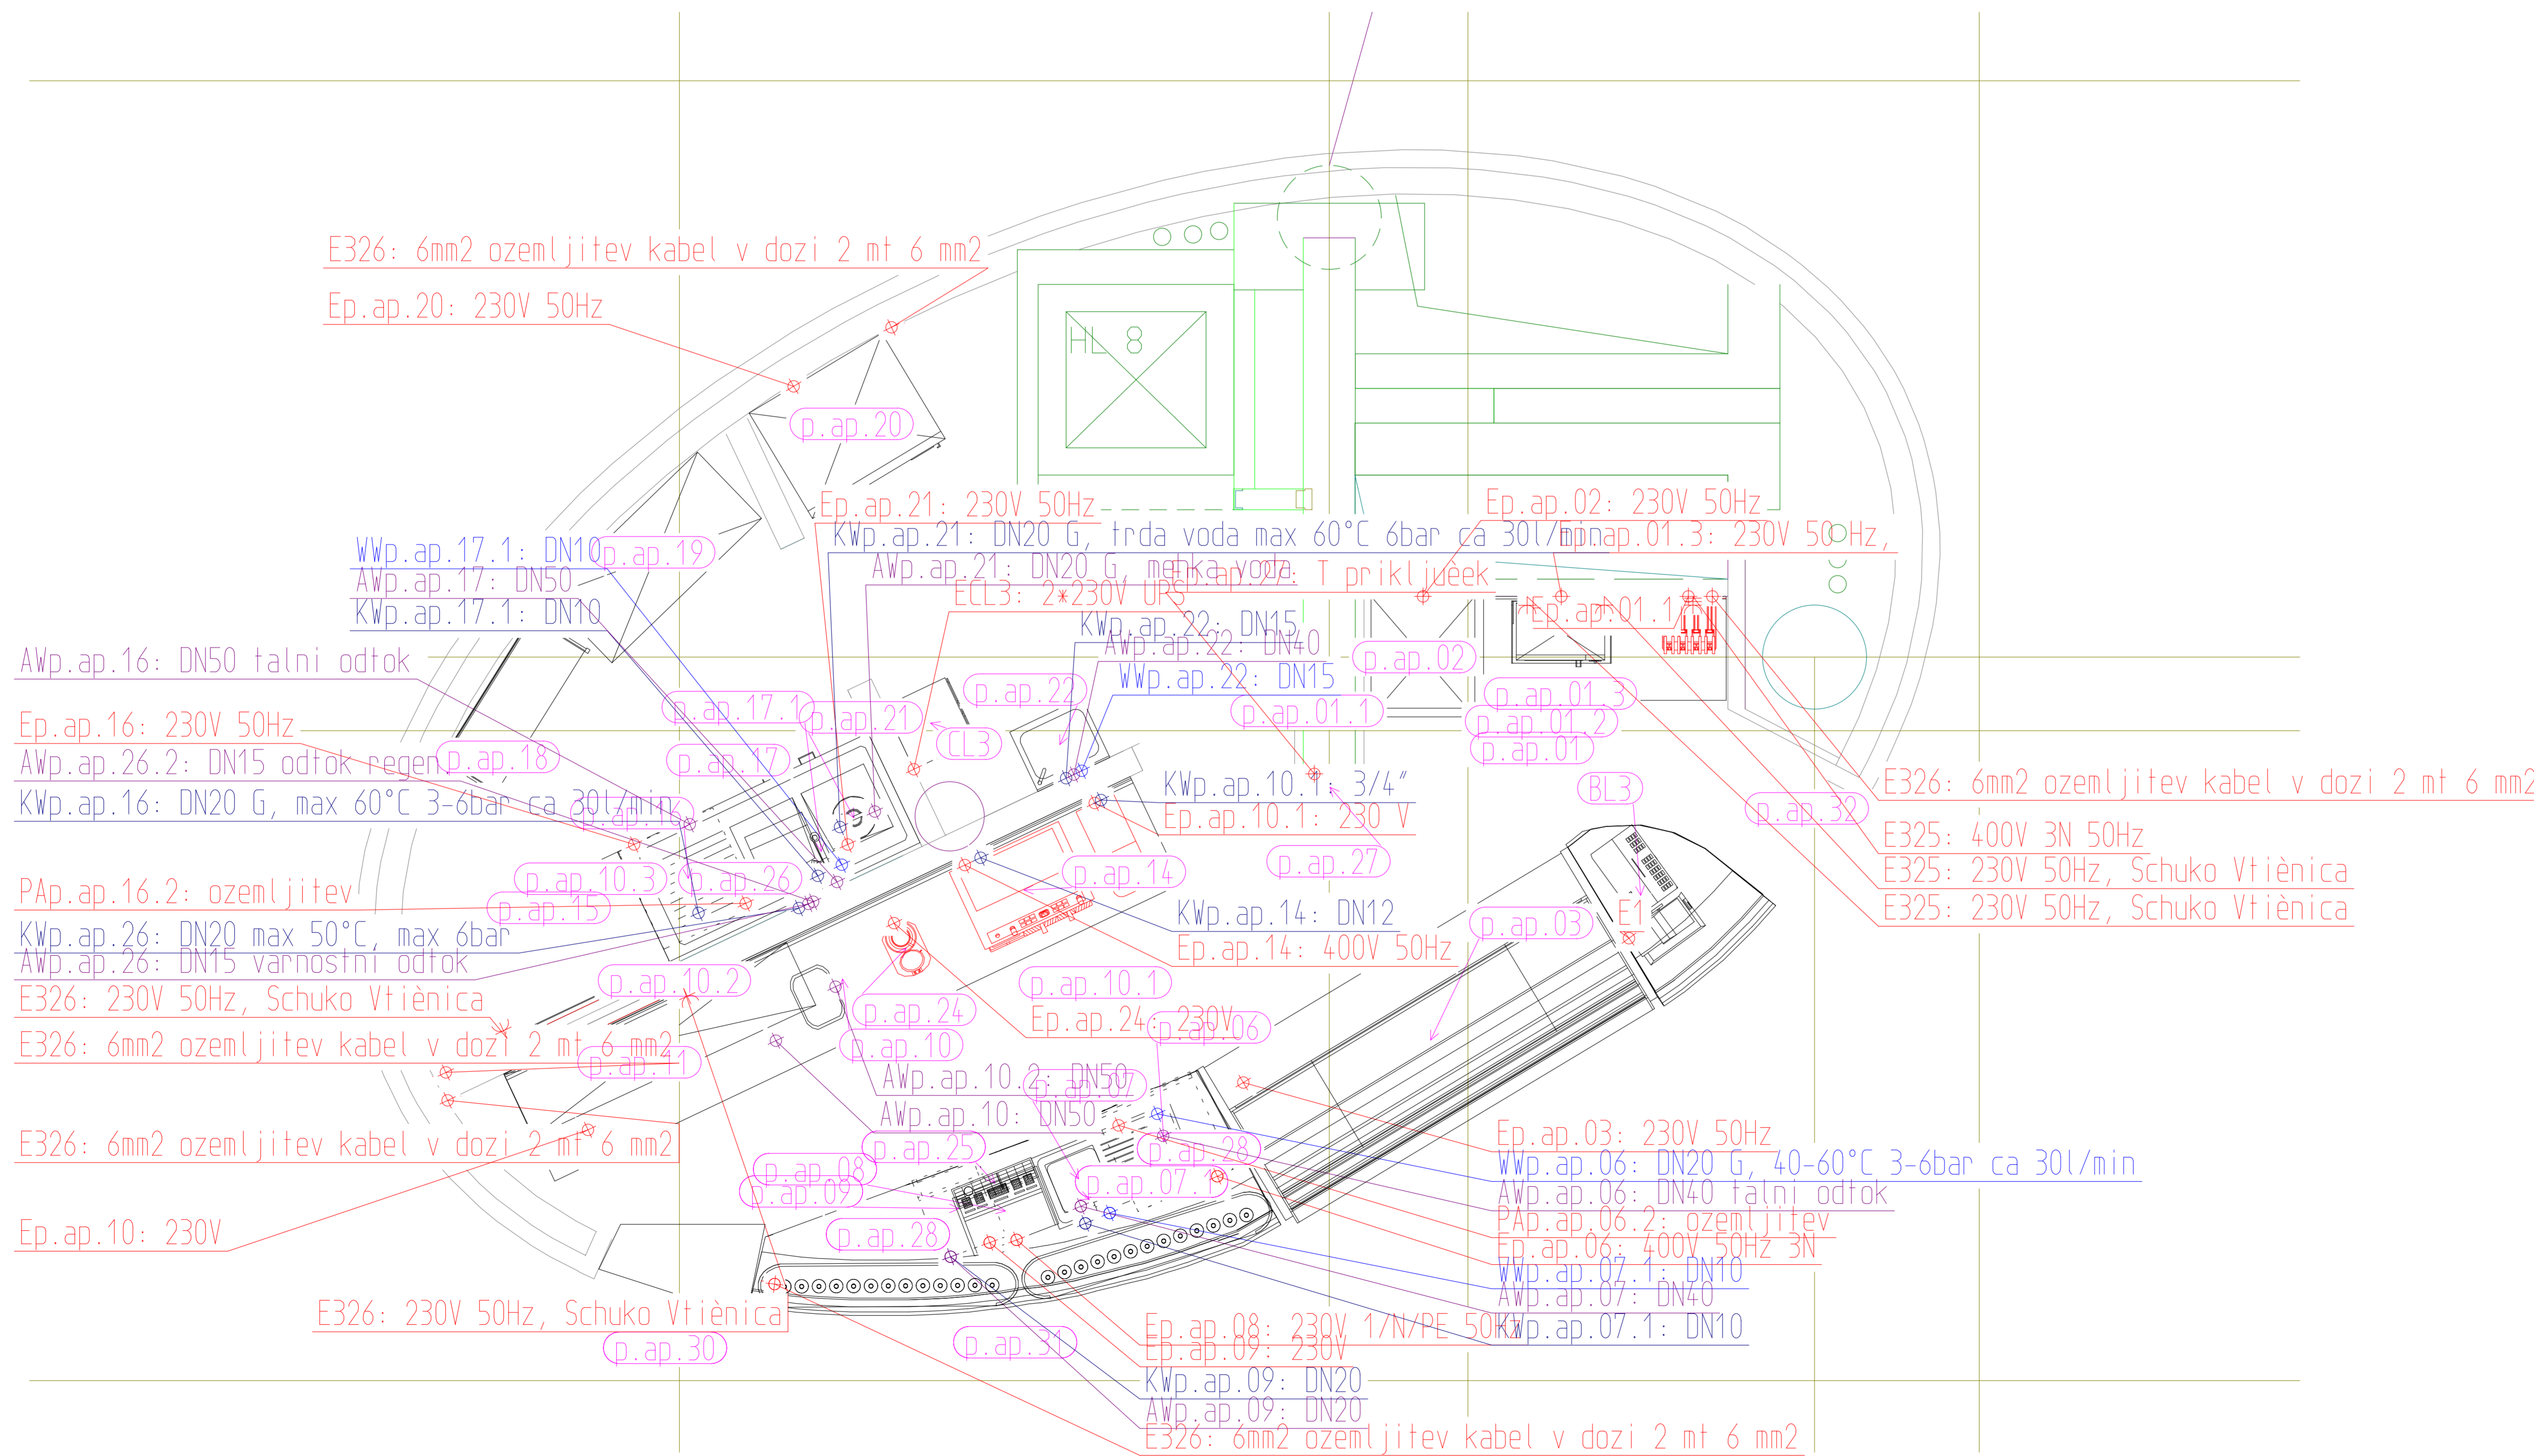 E326: 6mm2 ozemljitev kabel v dozi 2 mt 6 mm2
Ep.ap.20: 230V 50Hz
HL 8
p.ap.20
Ep.ap.21: 230V 50Hz
Ep.ap.02: 230V 50Hz
KWp.ap.21: DN20 G, trda voda max 60°C 6bar ca 30l/min
Ep.ap.01.3: 230V 50 Hz,
WWp.ap.17.1: DN10
p.ap.19
AWp.ap.21: DN20 G, mehka voda
T prikljuèek
AWp.ap.17: DN50
ECL3: 2*230V UPS
KWp.ap.17.1: DN10
Ep.ap.01.1
KWp.ap.22: DN15
AWp.ap.22: DN40
p.ap.02
AWp.ap.16: DN50 talni odtok
WWp.ap.22: DN15
p.ap.22
p.ap.01.3
p.ap.17.1
p.ap.21
p.ap.01.1
p.ap.01.2
Ep.ap.16: 230V 50Hz
CL3
p.ap.01
p.ap.18
p.ap.17
AWp.ap.26.2: DN15 odtok regen.
KWp.ap.10.1: 3/4"
BL3
E326: 6mm2 ozemljitev kabel v dozi 2 mt 6 mm2
KWp.ap.16: DN20 G, max 60°C 3-6bar ca 30l/min
p.ap.16
Ep.ap.10.1: 230 V
p.ap.32
E325: 400V 3N 50Hz
p.ap.27
E325: 230V 50Hz, Schuko Vtiènica
p.ap.10.3
p.ap.26
p.ap.14
PAp.ap.16.2: ozemljitev
p.ap.15
KWp.ap.14: DN12
p.ap.03
E1
E325: 230V 50Hz, Schuko Vtiènica
KWp.ap.26: DN20 max 50°C, max 6bar
Ep.ap.14: 400V 50Hz
AWp.ap.26: DN15 varnostni odtok
p.ap.10.2
p.ap.10.1
E326: 230V 50Hz, Schuko Vtiènica
p.ap.24
Ep.ap.24: 230V
p.ap.06
E326: 6mm2 ozemljitev kabel v dozi 2 mt 6 mm2
p.ap.10
p.ap.11
AWp.ap.10.2: DN50
p.ap.07
AWp.ap.10: DN50
E326: 6mm2 ozemljitev kabel v dozi 2 mt 6 mm2
p.ap.25
p.ap.28
Ep.ap.03: 230V 50Hz
p.ap.08
WWp.ap.06: DN20 G, 40-60°C 3-6bar ca 30l/min
p.ap.09
p.ap.07.1
AWp.ap.06: DN40 talni odtok
Ep.ap.10: 230V
p.ap.28
PAp.ap.06.2: ozemljitev
Ep.ap.06: 400V 50Hz 3N
WWp.ap.07.1: DN10
AWp.ap.07: DN40
E326: 230V 50Hz, Schuko Vtiènica
Ep.ap.08: 230V 1/N/PE 50Hz
KWp.ap.07.1: DN10
p.ap.30
p.ap.31
Ep.ap.09: 230V
KWp.ap.09: DN20
AWp.ap.09: DN20
E326: 6mm2 ozemljitev kabel v dozi 2 mt 6 mm2